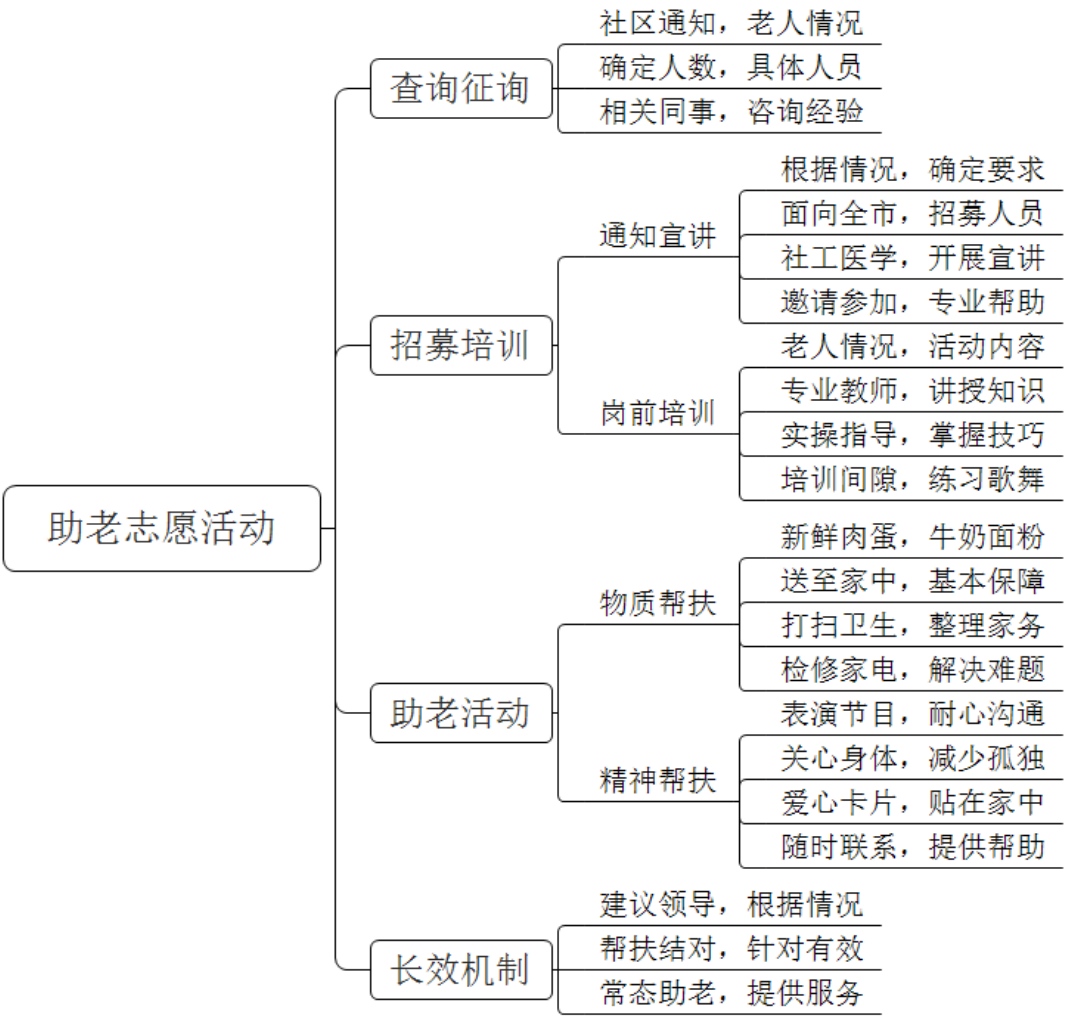 助老志愿活动
查询征询
社区通知，老人情况
确定人数，具体人员
相关同事，咨询经验
招募培训
通知宣讲
根据情况，确定要求
面向全市，招募人员
社工医学，开展宣讲
邀请参加，专业帮助
岗前培训
老人情况，活动内容
专业教师，讲授知识
实操指导，掌握技巧
培训间隙，练习歌舞
助老活动
物质帮扶
新鲜肉蛋，牛奶面粉
送至家中，基本保障
打扫卫生，整理家务
检修家电，解决难题
精神帮扶
表演节目，耐心沟通
关心身体，减少孤独
爱心卡片，贴在家中
随时联系，提供帮助
长效机制
建议领导，根据情况
帮扶结对，针对有效
常态助老，提供服务